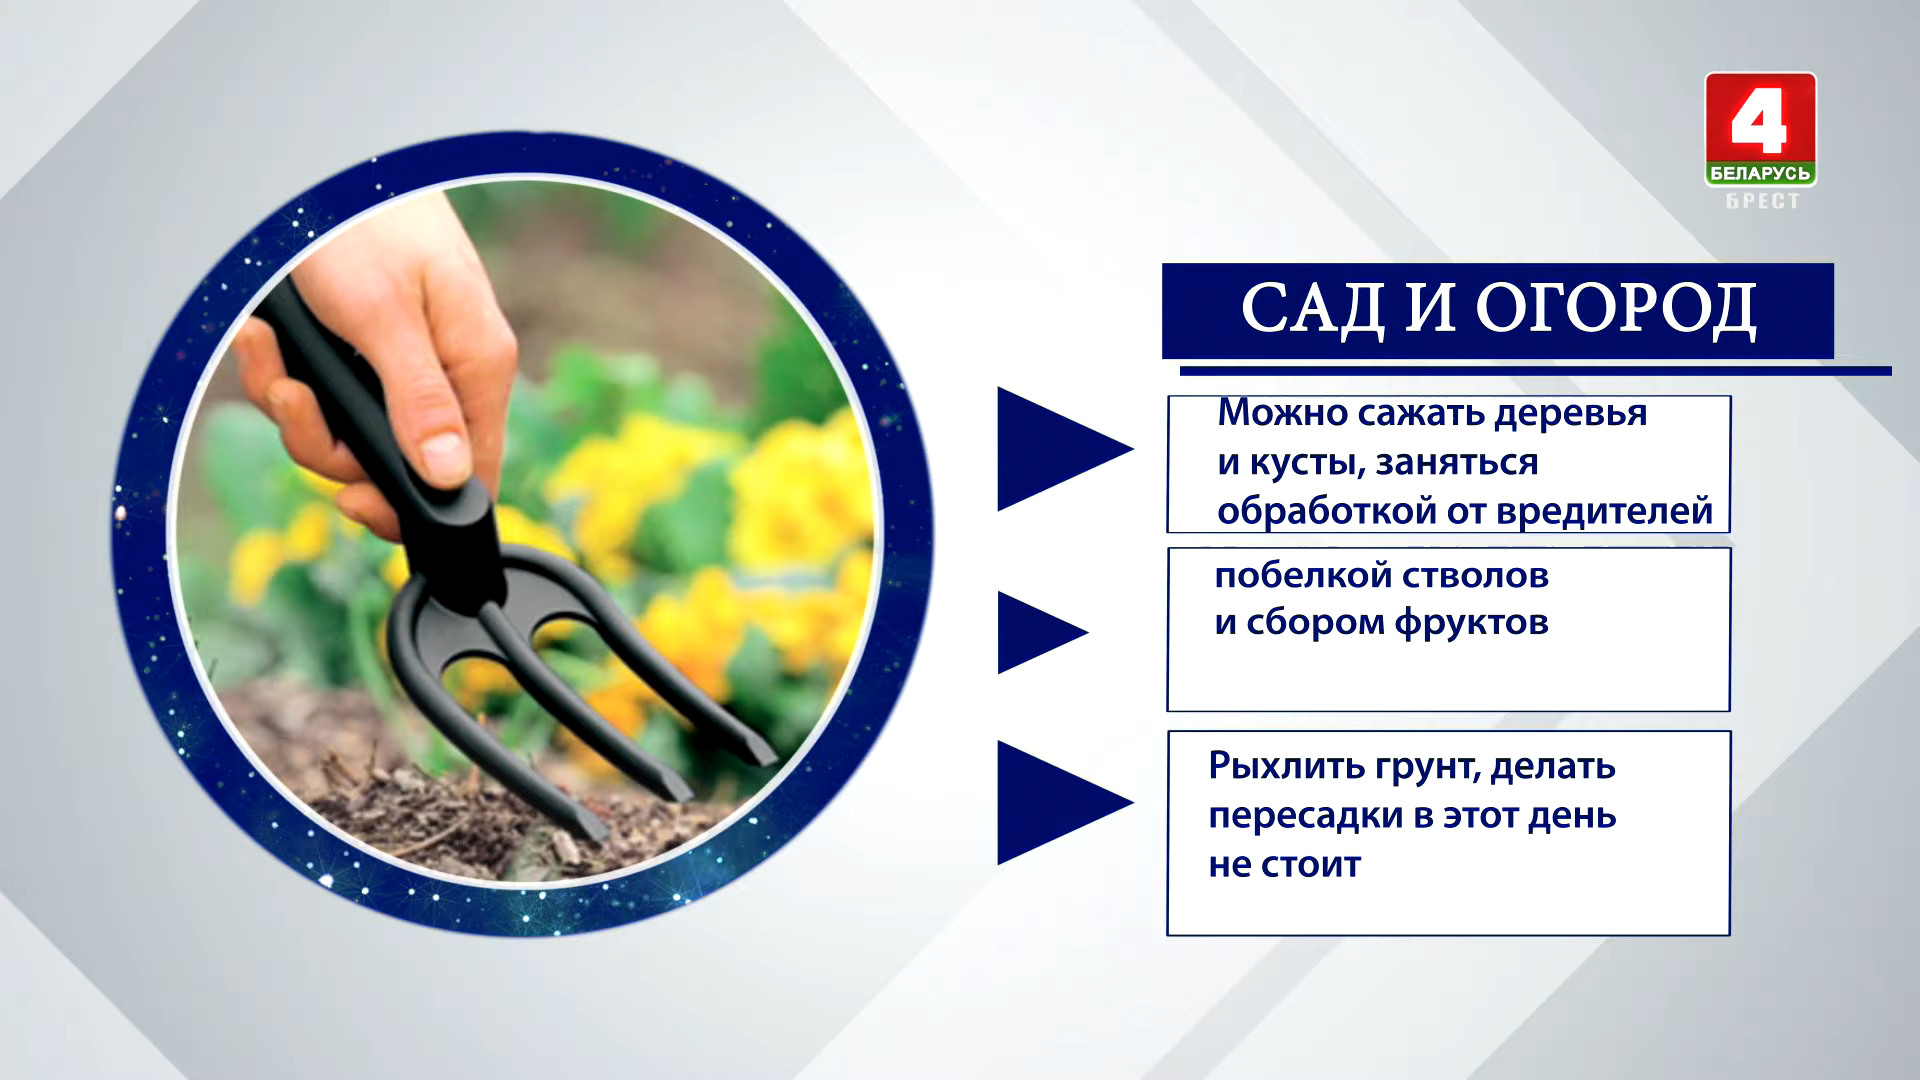 4
БЕЛАРУСЬ
БРЕСТ
САД И ОГОРОД
Можно сажать деревья
и кусты, заняться
обработкой от вредителей
побелкой стволов
и сбором фруктов
Рыхлить грунт, делать
пересадки в этот день
не стоит